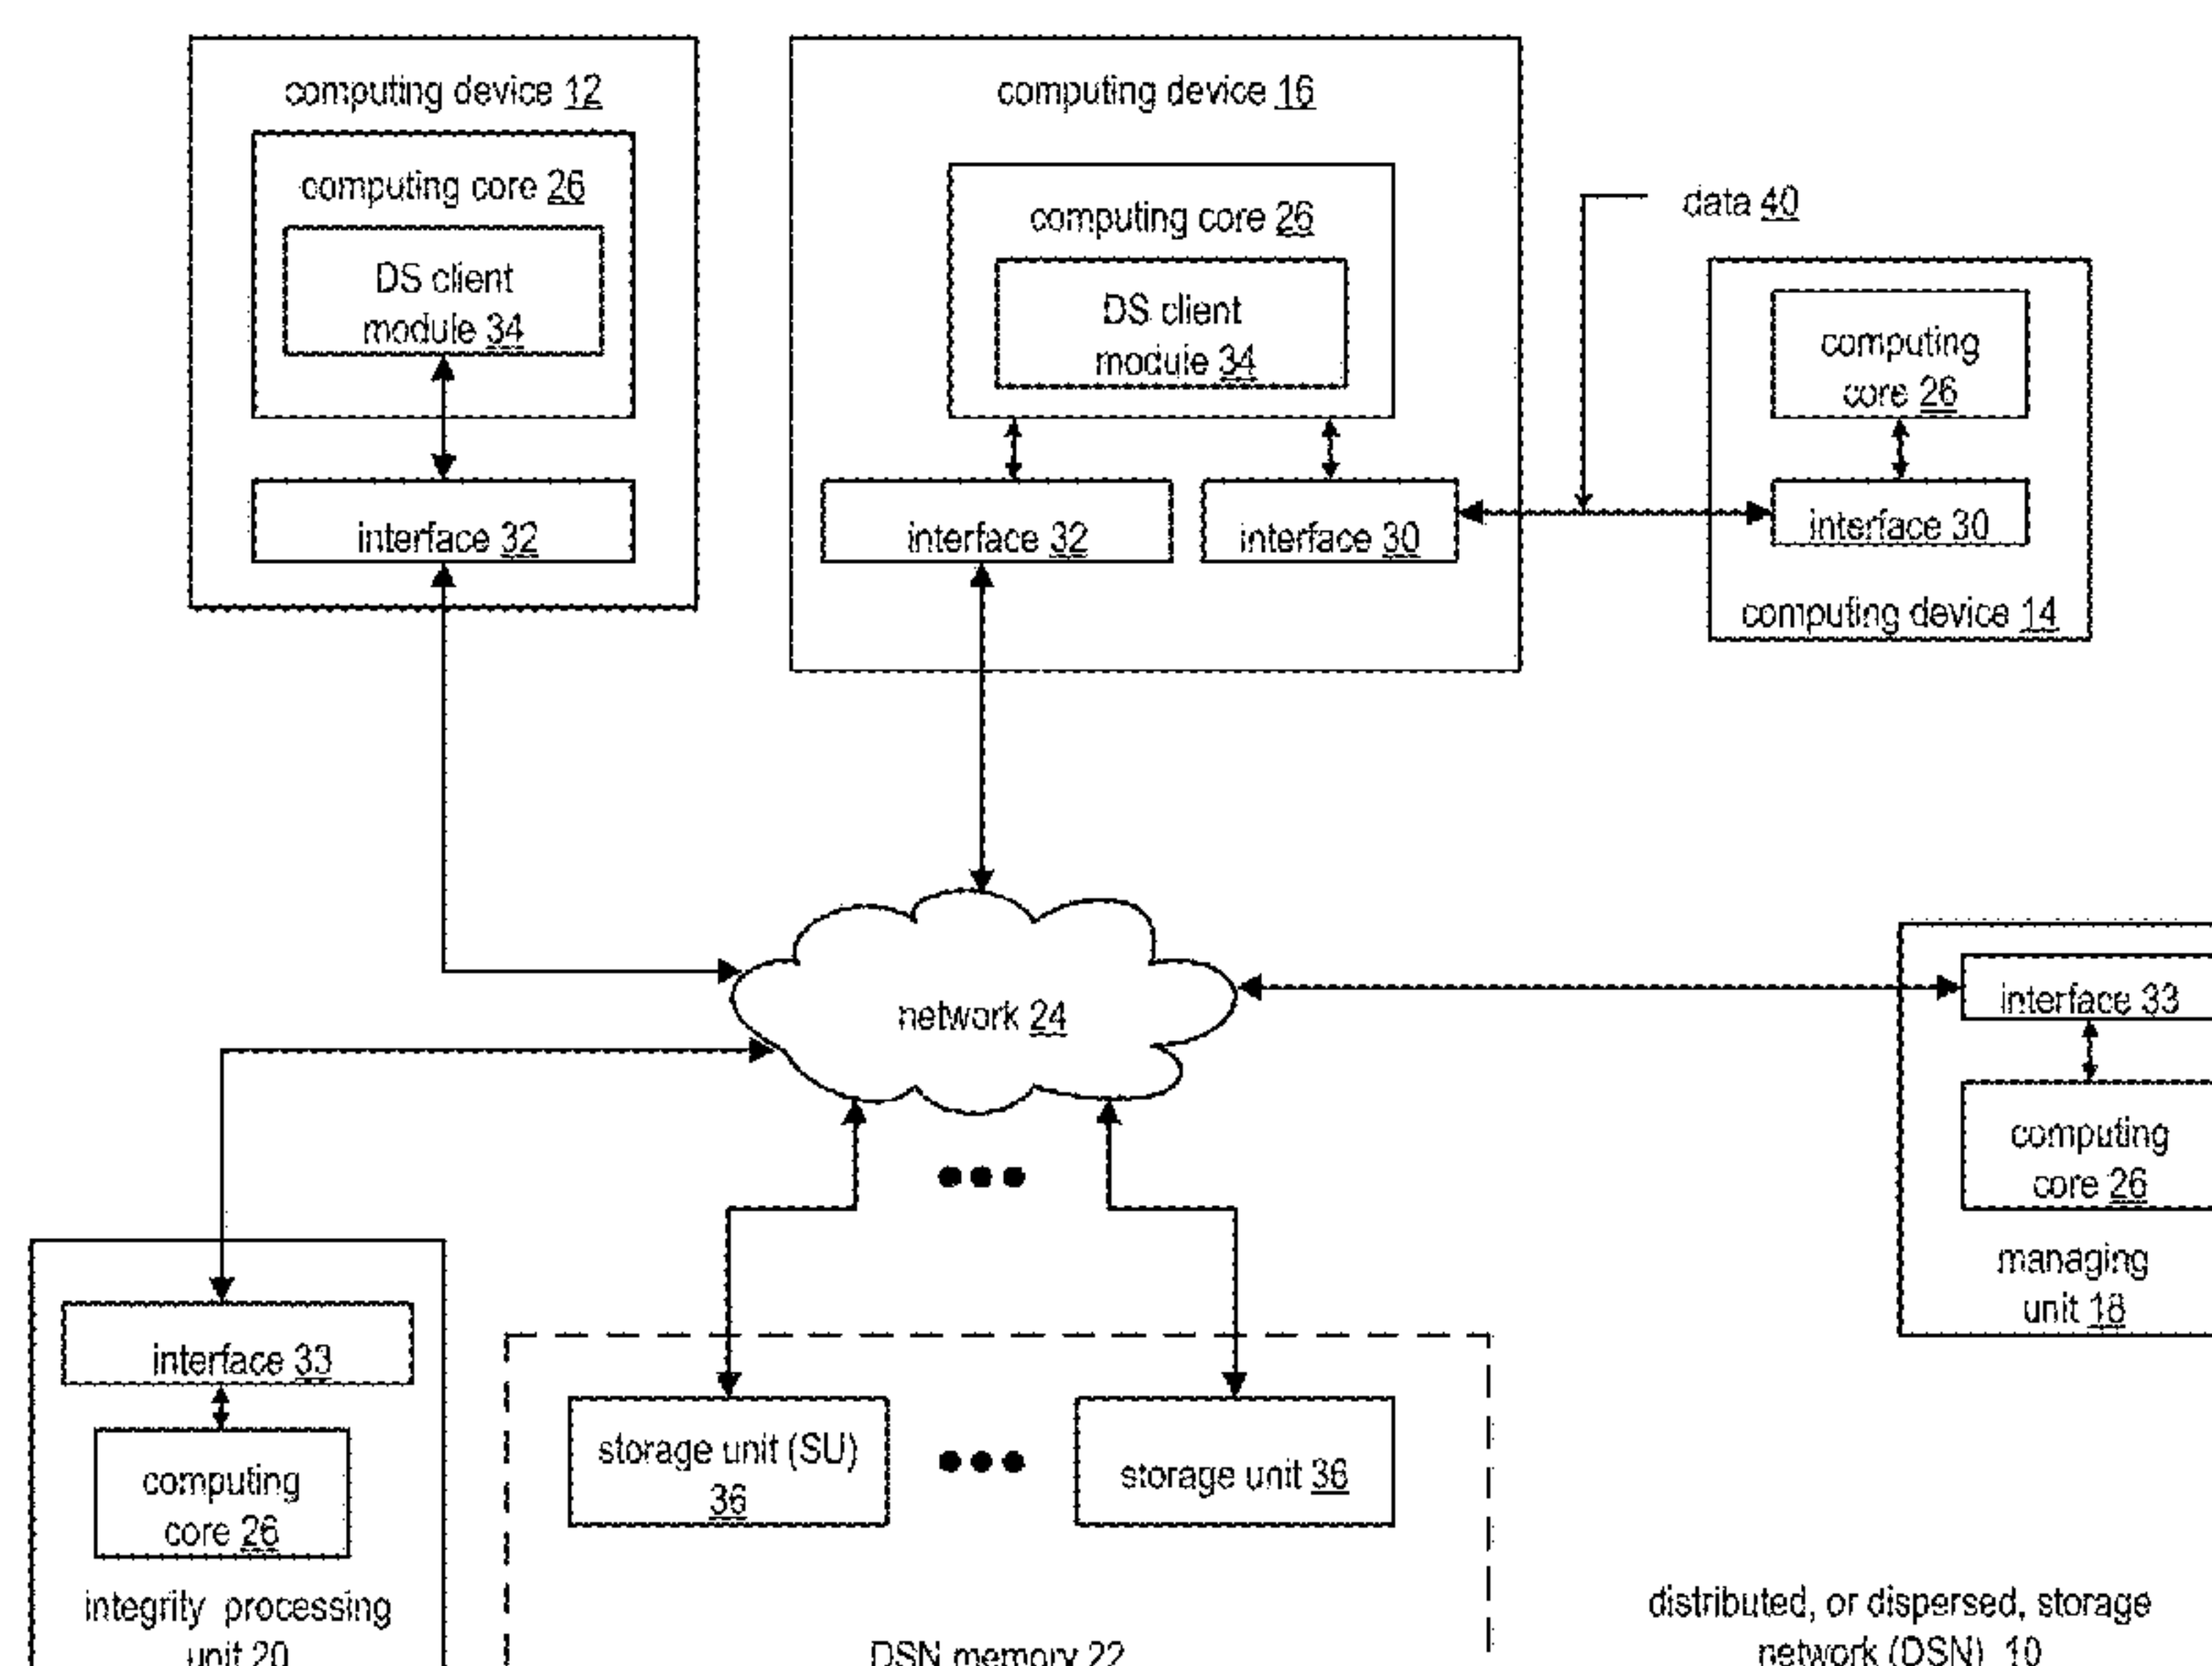 computing device 12
computing core 26
DS client
module 34
interface 32
computing device 16
computing core 26
DS client
module 34
interface 32
interface 30
data 40
computing
core 26
interface 30
computing device 14
network 24
interface 33
computing
core 26
managing
unit 18
interface 33
computing
core 26
integrity processing
unit 20
storage unit (SU)
36
storage unit 36
DSN memory 22
distributed, or dispersed, storage
network (DSN) 10